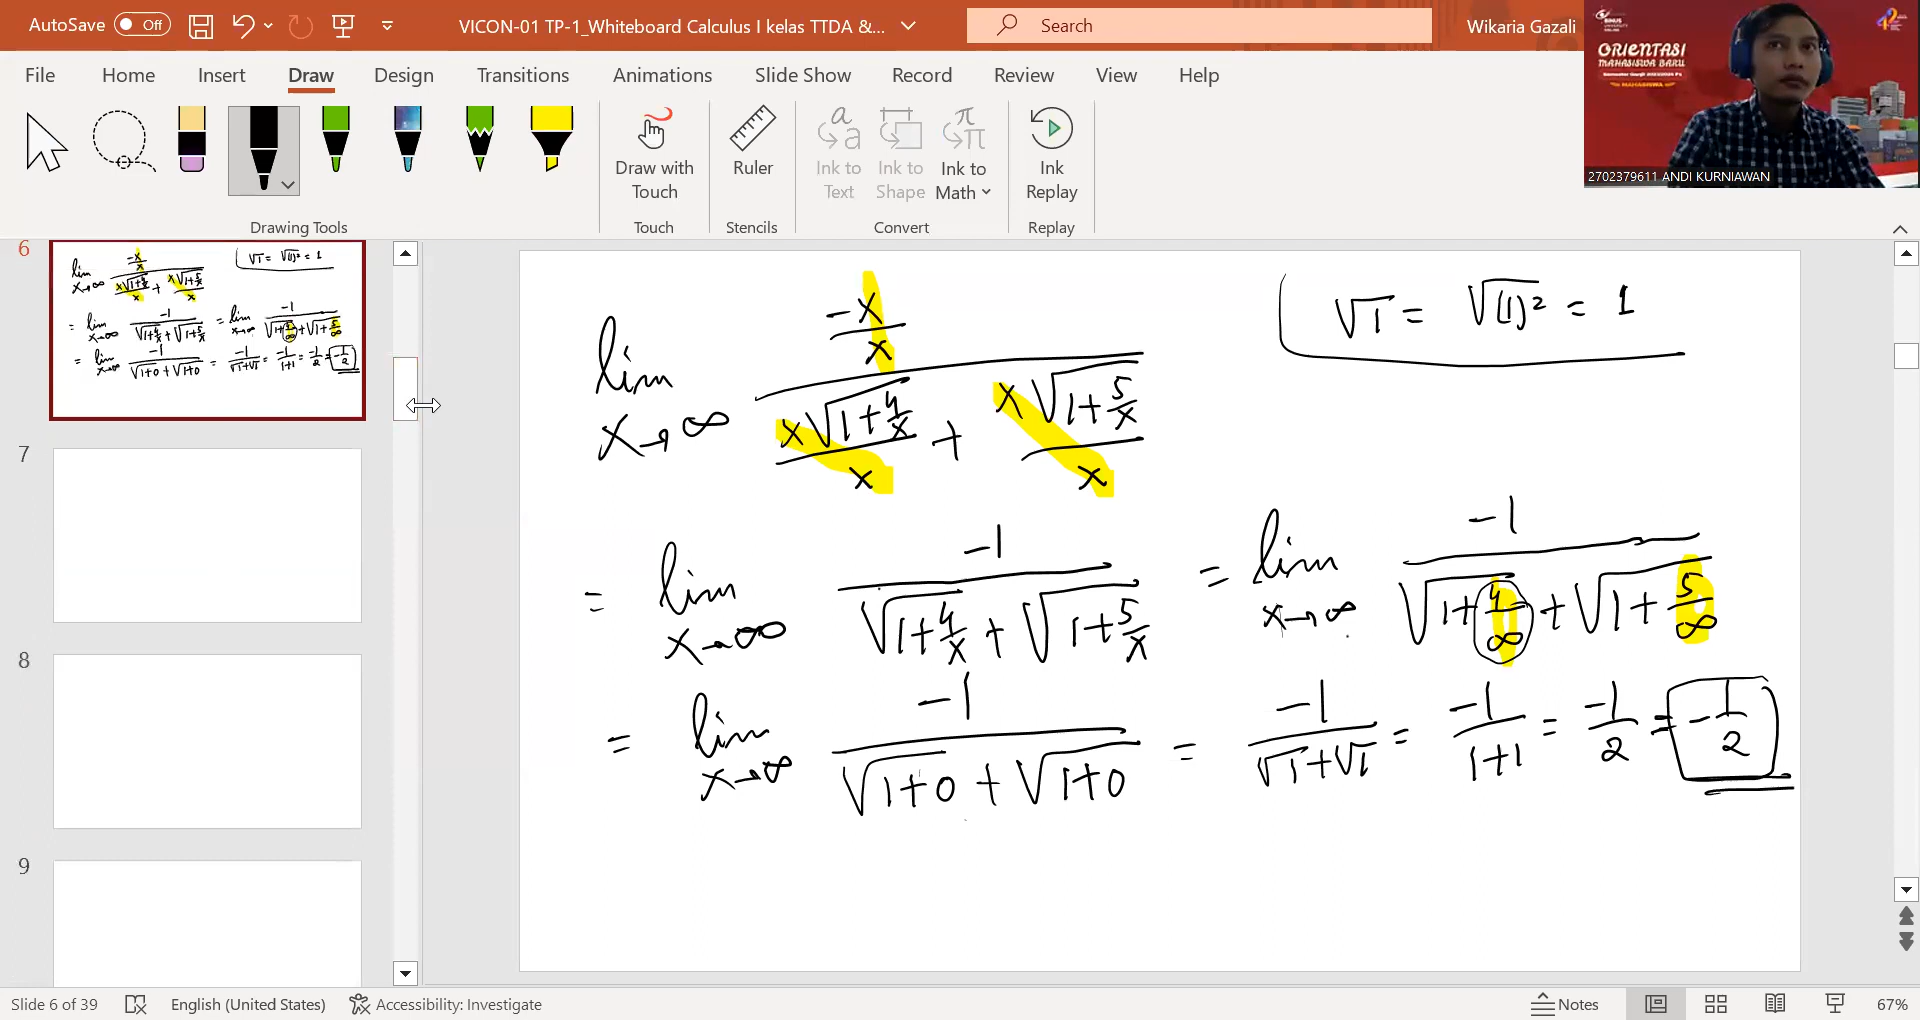 AutoSave Off VICON-01 TP-1_Whiteboard Calculus I kelas TTDA &... Search Wikaria Gazali
File Home Insert Draw Design Transitions Animations Slide Show Record Review View Help
ORIENTASI
MAHASISWA BARU
2702379611 ANDI KURNIAWAN
Draw with Touch
Ruler
Ink to Text
Ink to Shape
Ink to Math
Ink Replay
Drawing Tools Touch Stencils Convert Replay
6
7
8
9
lim x→∞ (-x/x) / (x√(1+4/x)/x + x√(1+5/x)/x)
√1 = √(1)² = 1
= lim x→∞ -1 / (√(1+4/x) + √(1+5/x)) = lim x→∞ -1 / (√(1+4/∞) + √(1+5/∞))
= lim x→∞ -1 / (√(1+0) + √(1+0)) = -1/(√1+√1) = -1/(1+1) = -1/2 = -1/2
Slide 6 of 39 English (United States) Accessibility: Investigate Notes 67%